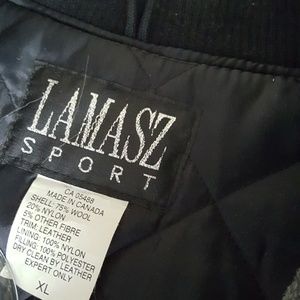 LAMASZ
SPORT
CA 05488
MADE IN CANADA
SHELL: 75% WOOL
20% NYLON
5% OTHER FIBRE
TRIM: LEATHER
LINING: 100% NYLON
FILLING: 100% POLYESTER
DRY CLEAN BY LEATHER
EXPERT ONLY
XL